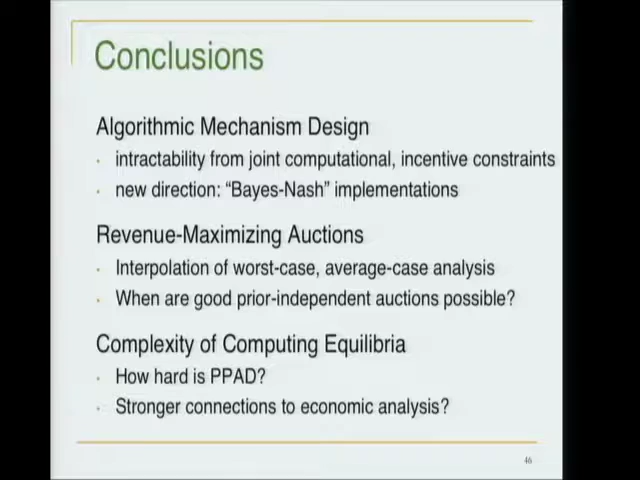 Conclusions
Algorithmic Mechanism Design
· intractability from joint computational, incentive constraints
· new direction: “Bayes-Nash” implementations
Revenue-Maximizing Auctions
· Interpolation of worst-case, average-case analysis
· When are good prior-independent auctions possible?
Complexity of Computing Equilibria
· How hard is PPAD?
· Stronger connections to economic analysis?
46